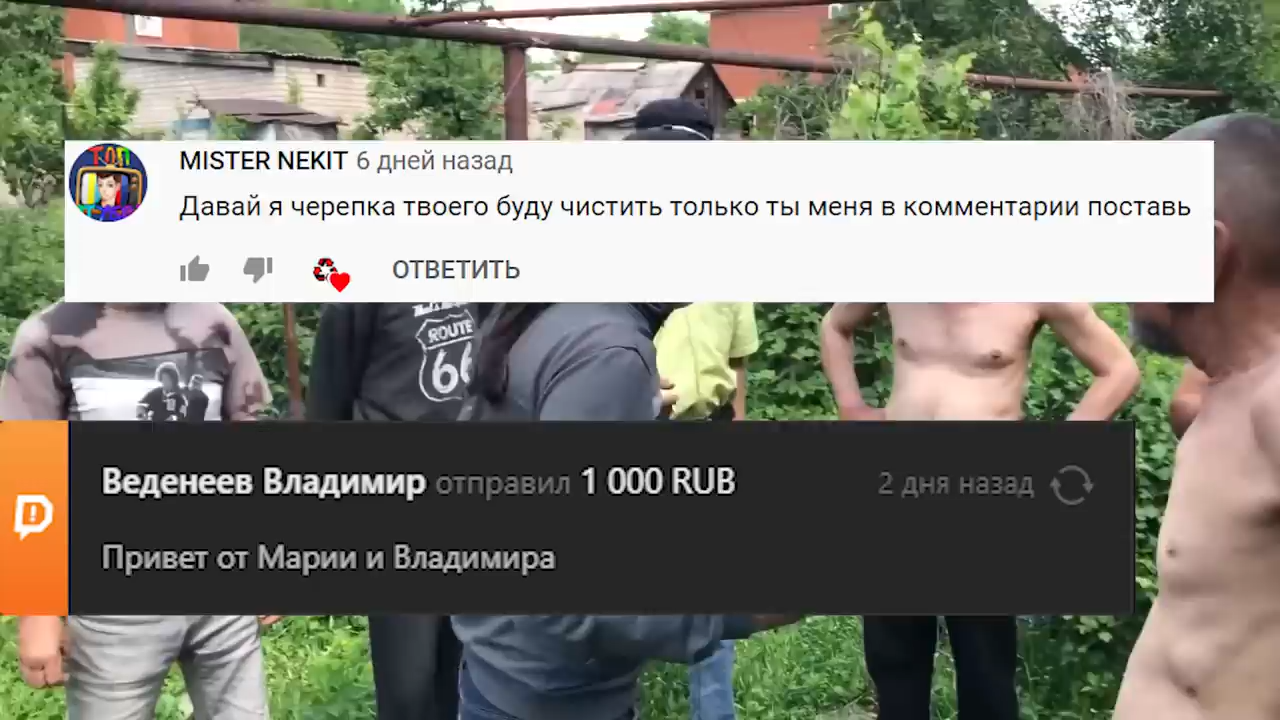 MISTER NEKIT 6 дней назад
Давай я черепка твоего буду чистить только ты меня в комментарии поставь
ОТВЕТИТЬ
ROUTE
66
Веденеев Владимир отправил 1 000 RUB
2 дня назад
Привет от Марии и Владимира